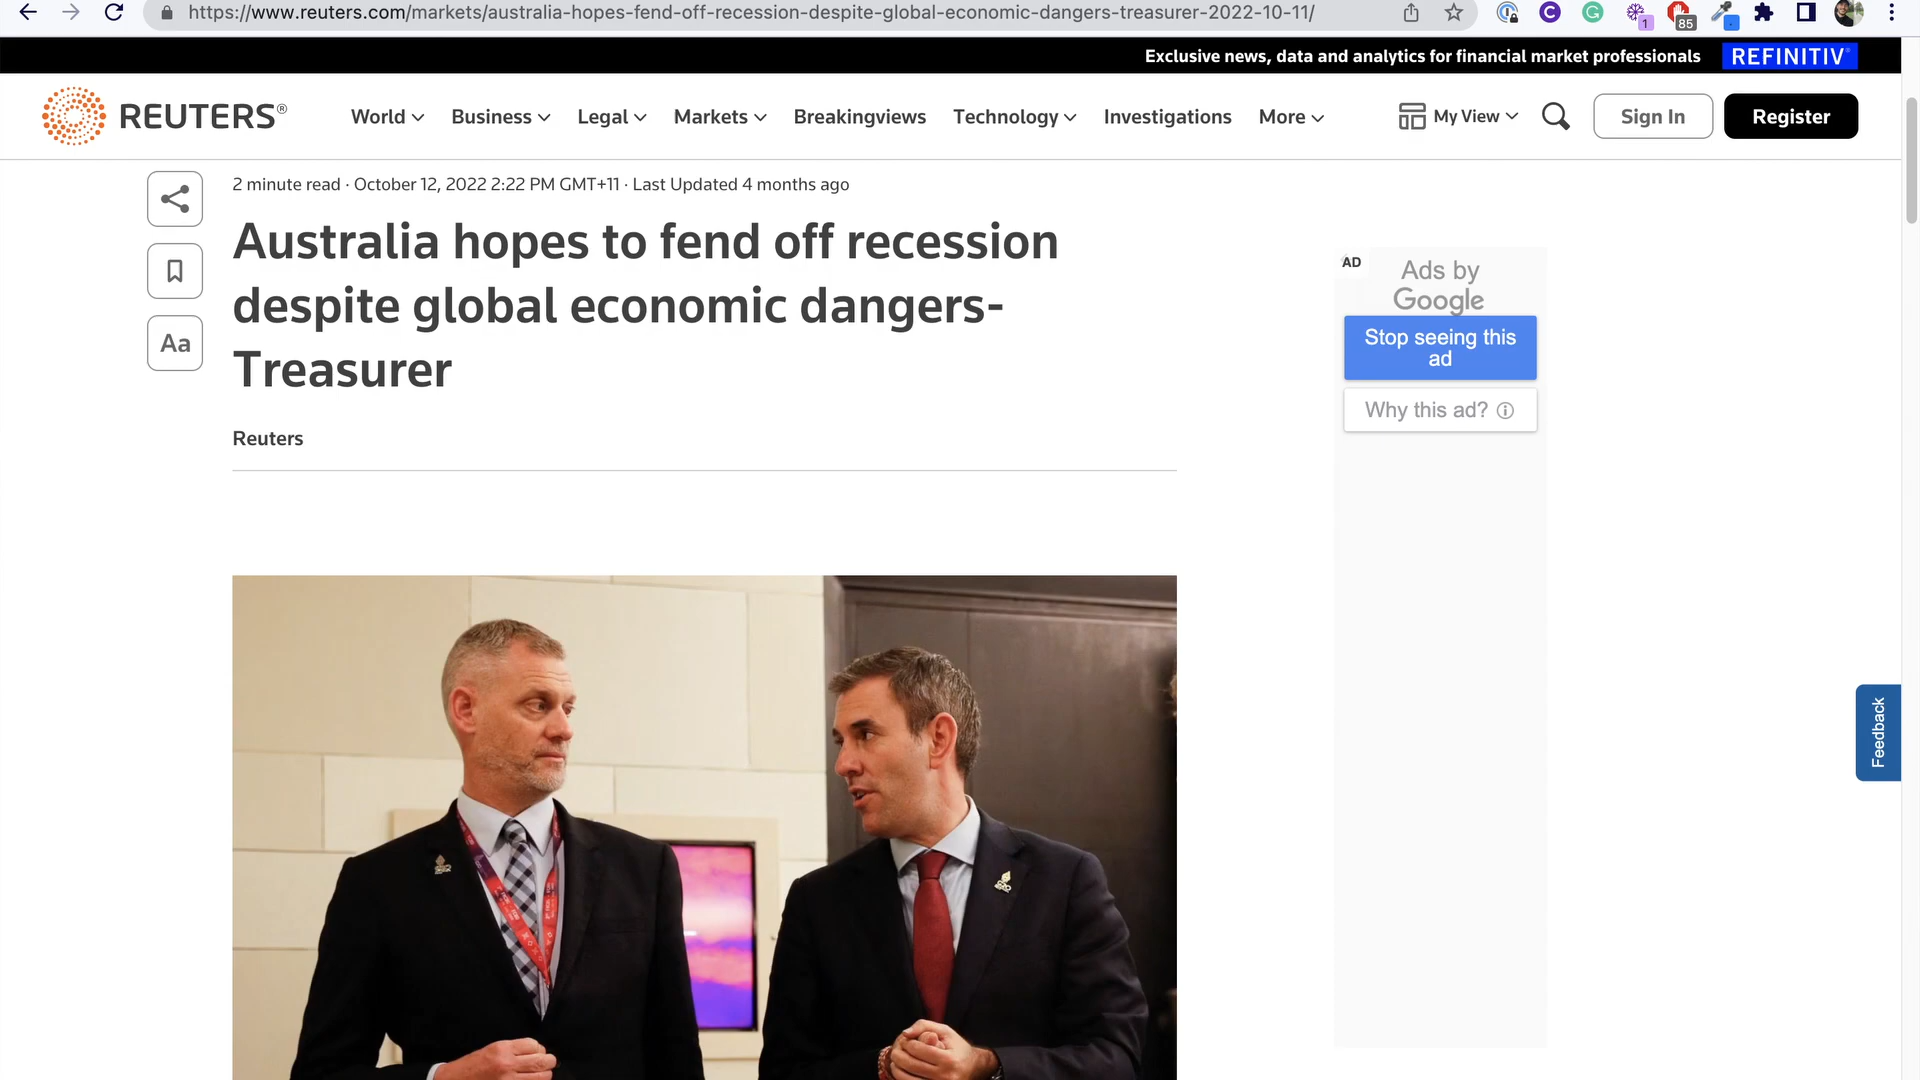 https://www.reuters.com/markets/australia-hopes-fend-off-recession-despite-global-economic-dangers-treasurer-2022-10-11/
1
85
Exclusive news, data and analytics for financial market professionals REFINITIV
REUTERS®
World Business Legal Markets Breakingviews Technology Investigations More My View Sign In Register
2 minute read · October 12, 2022 2:22 PM GMT+11 · Last Updated 4 months ago
Australia hopes to fend off recession
despite global economic dangers-
Treasurer
Aa
Reuters
AD
Ads by
Google
Stop seeing this
ad
Why this ad?
Feedback